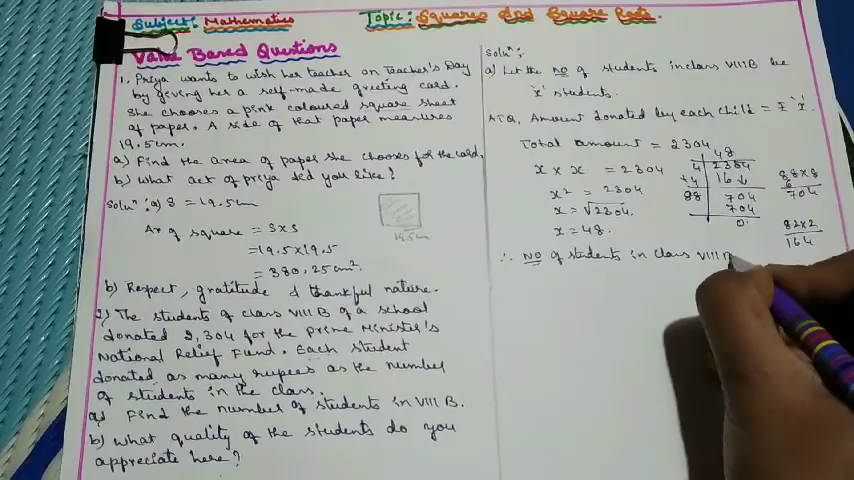 Subject: Mathematics
Topic: Squares and Square Roots.
Value Based Questions
1. Priya wants to wish her teacher on Teacher's Day
by giving her a self-made greeting card.
She chooses a pink coloured square sheet
of paper. A side of that paper measures
19.5cm.
a) Find the area of paper she chooses for the card.
b) What act of priya did you like?
Soluⁿ: a) S = 19.5cm
Ar of square = S×S
=19.5×19.5
= 380.25cm².
19.5cm
b) Respect, gratitude & thankful nature.
2) The students of class VIII B of a school
donated 2,304 for the prime Minister's
National Relief Fund. Each student
donated as many rupees as the number
of students in the class.
a) Find the number of students in VIII B.
b) What quality of the students do you
appreciate here?
Soluⁿ:
a) Let the NO of students in class VIII B be
'x' students.
ATQ, Amount donated by each child = ₹ 'x'.
Total amount = 2304
x × x = 2304
x² = 2304
x = √2304.
x = 48.
48
4 2304
+4 16 ↓
88 704
704
0.
88×8
6
704
82×2
164
∴ NO of students in class VIII